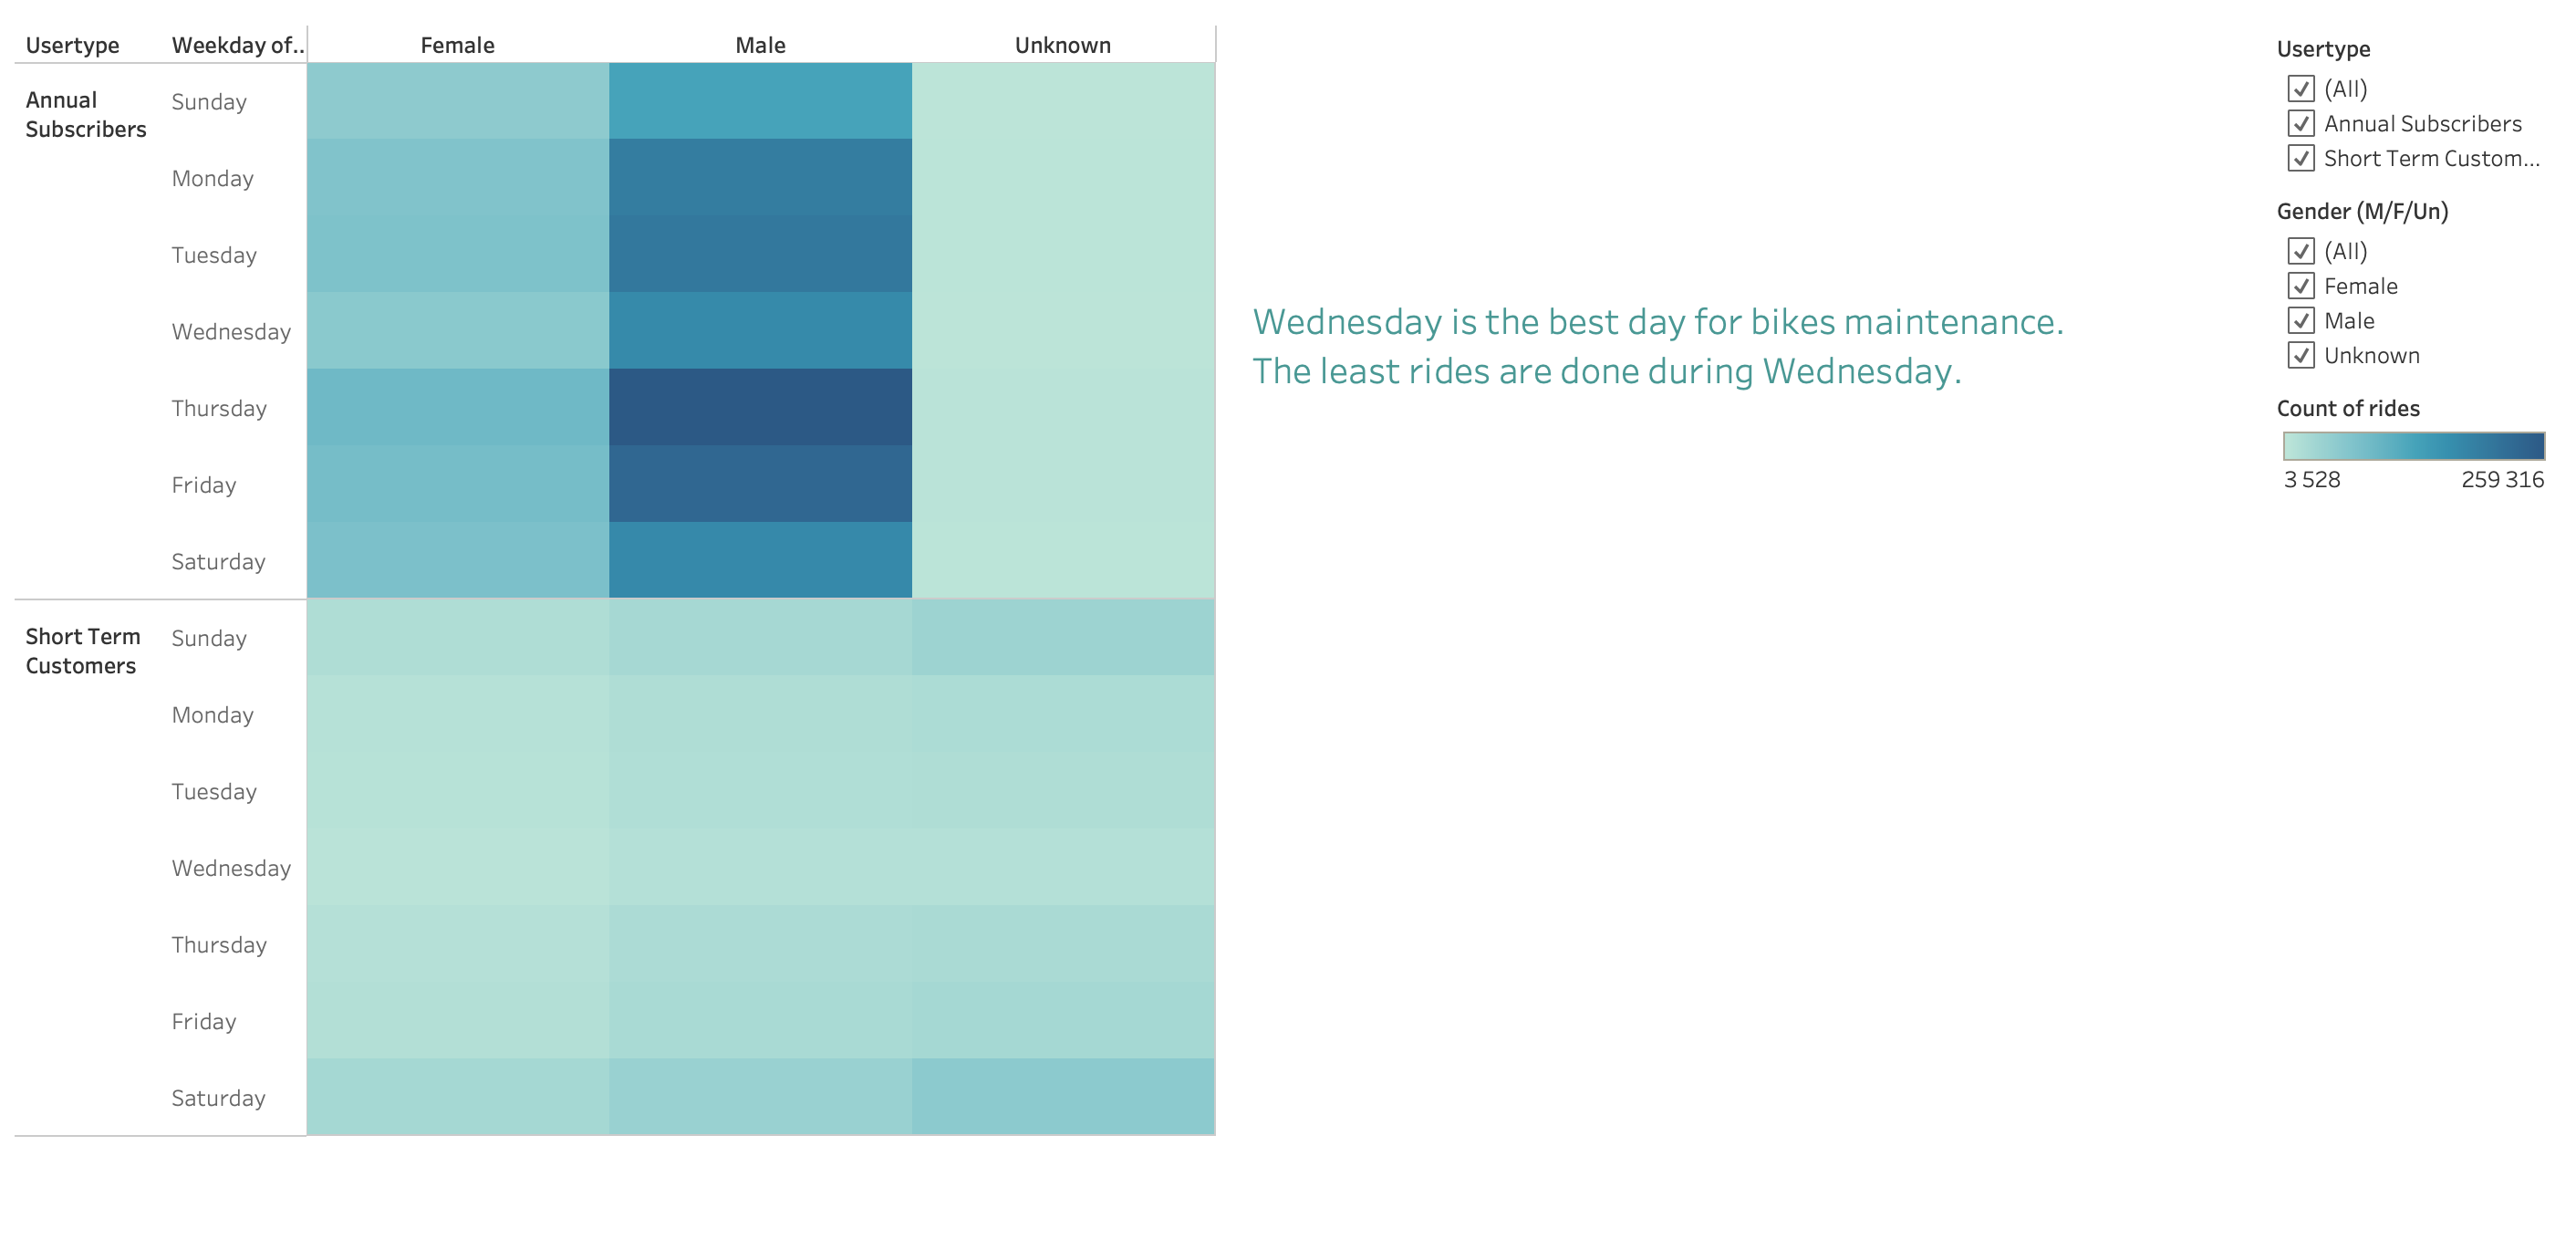 Usertype Weekday of.. Female Male Unknown
Annual
Subscribers
Sunday
Monday
Tuesday
Wednesday
Thursday
Friday
Saturday
Short Term
Customers
Sunday
Monday
Tuesday
Wednesday
Thursday
Friday
Saturday
Wednesday is the best day for bikes maintenance.
The least rides are done during Wednesday.
Usertype
(All)
Annual Subscribers
Short Term Custom...
Gender (M/F/Un)
(All)
Female
Male
Unknown
Count of rides
3 528 259 316